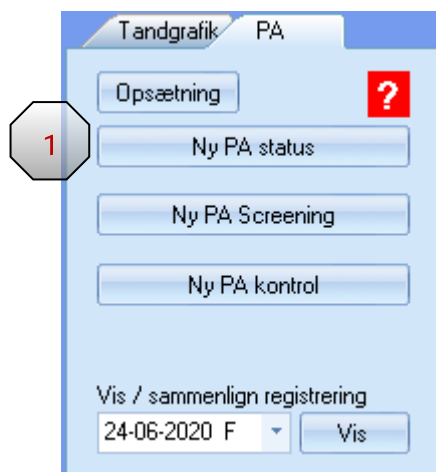 Tandgrafik PA
Opsætning ?
1 Ny PA status
Ny PA Screening
Ny PA kontrol
Vis / sammenlign registrering
24-06-2020 F Vis